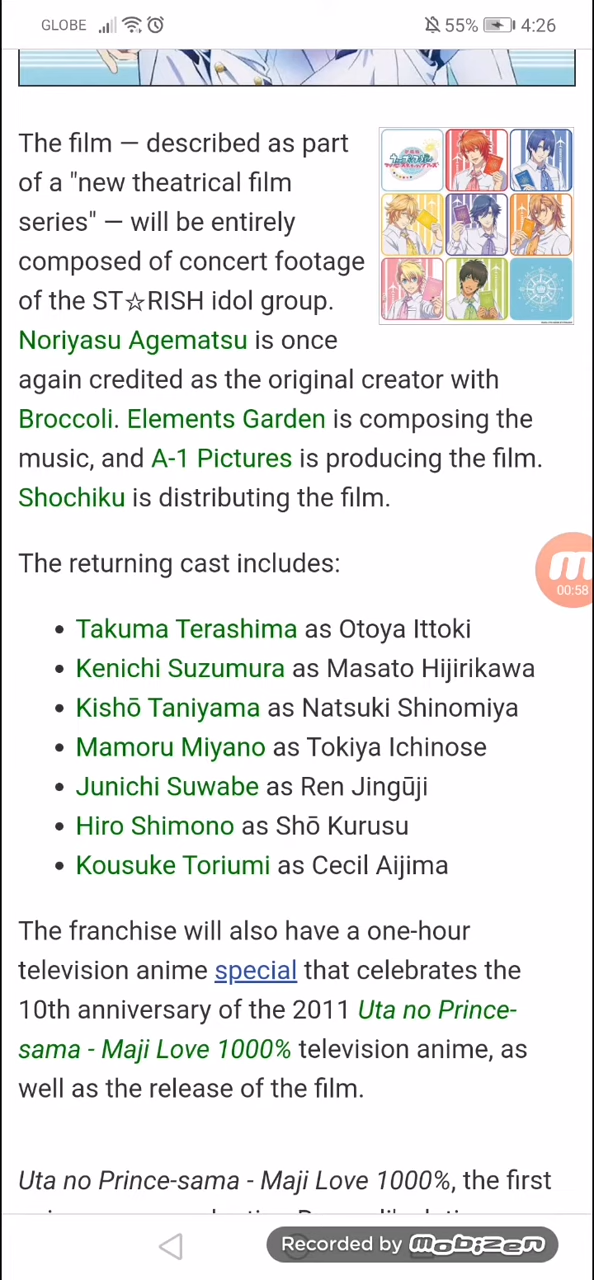 GLOBE 55% 4:26
The film — described as part
of a "new theatrical film
series" — will be entirely
composed of concert footage
of the ST☆RISH idol group.
Noriyasu Agematsu is once
again credited as the original creator with
Broccoli. Elements Garden is composing the
music, and A-1 Pictures is producing the film.
Shochiku is distributing the film.
The returning cast includes:
m
00:58
• Takuma Terashima as Otoya Ittoki
• Kenichi Suzumura as Masato Hijirikawa
• Kishō Taniyama as Natsuki Shinomiya
• Mamoru Miyano as Tokiya Ichinose
• Junichi Suwabe as Ren Jingūji
• Hiro Shimono as Shō Kurusu
• Kousuke Toriumi as Cecil Aijima
The franchise will also have a one-hour
television anime special that celebrates the
10th anniversary of the 2011 Uta no Prince-
sama - Maji Love 1000% television anime, as
well as the release of the film.
Uta no Prince-sama - Maji Love 1000%, the first
Recorded by mobizen